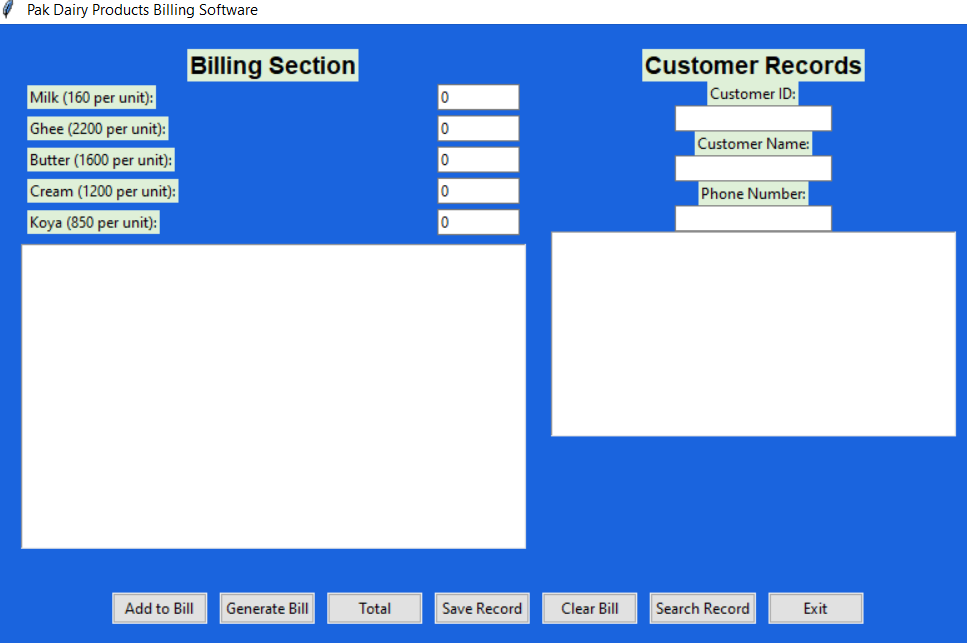 Pak Dairy Products Billing Software
Billing Section
Milk (160 per unit):
0
Ghee (2200 per unit):
0
Butter (1600 per unit):
0
Cream (1200 per unit):
0
Koya (850 per unit):
0
Customer Records
Customer ID:
Customer Name:
Phone Number:
Add to Bill
Generate Bill
Total
Save Record
Clear Bill
Search Record
Exit